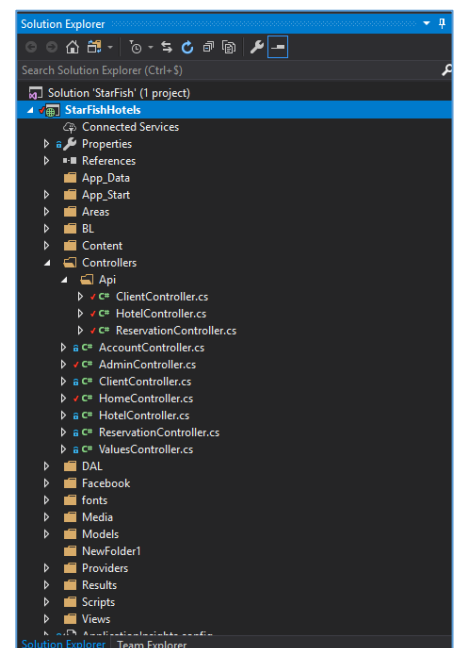 Solution Explorer
Search Solution Explorer (Ctrl+$)
Solution 'StarFish' (1 project)
StarFishHotels
Connected Services
Properties
References
App_Data
App_Start
Areas
BL
Content
Controllers
Api
C# ClientController.cs
C# HotelController.cs
C# ReservationController.cs
C# AccountController.cs
C# AdminController.cs
C# ClientController.cs
C# HomeController.cs
C# HotelController.cs
C# ReservationController.cs
C# ValuesController.cs
DAL
Facebook
fonts
Media
Models
NewFolder1
Providers
Results
Scripts
Views
ApplicationInsights.config
Solution Explorer Team Explorer